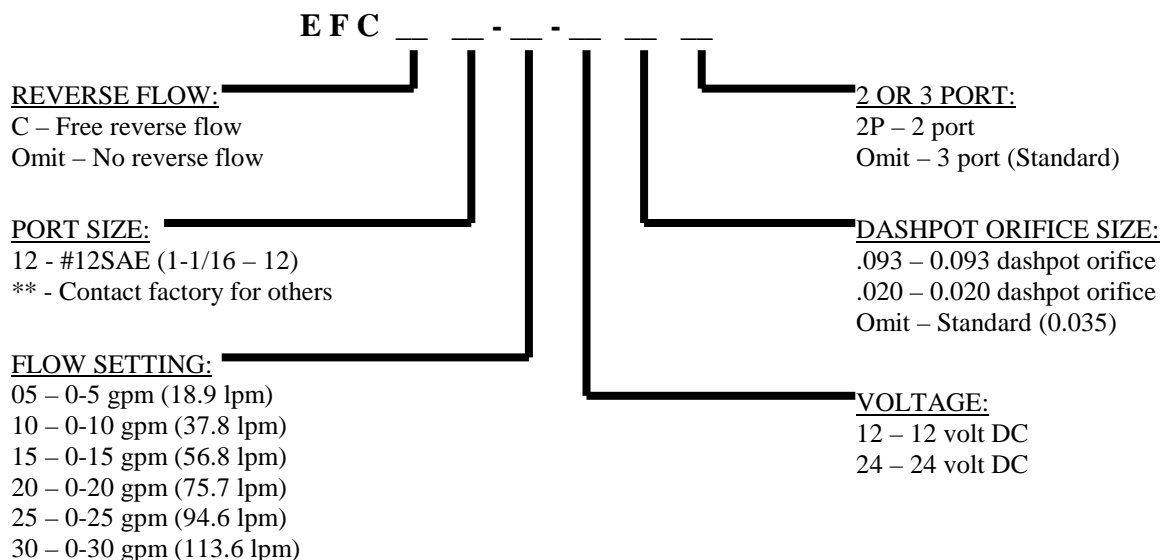 E F C __ __ - __ - __ __ __
REVERSE FLOW:
C – Free reverse flow
Omit – No reverse flow
PORT SIZE:
12 - #12SAE (1-1/16 – 12)
** - Contact factory for others
FLOW SETTING:
05 – 0-5 gpm (18.9 lpm)
10 – 0-10 gpm (37.8 lpm)
15 – 0-15 gpm (56.8 lpm)
20 – 0-20 gpm (75.7 lpm)
25 – 0-25 gpm (94.6 lpm)
30 – 0-30 gpm (113.6 lpm)
2 OR 3 PORT:
2P – 2 port
Omit – 3 port (Standard)
DASHPOT ORIFICE SIZE:
.093 – 0.093 dashpot orifice
.020 – 0.020 dashpot orifice
Omit – Standard (0.035)
VOLTAGE:
12 – 12 volt DC
24 – 24 volt DC